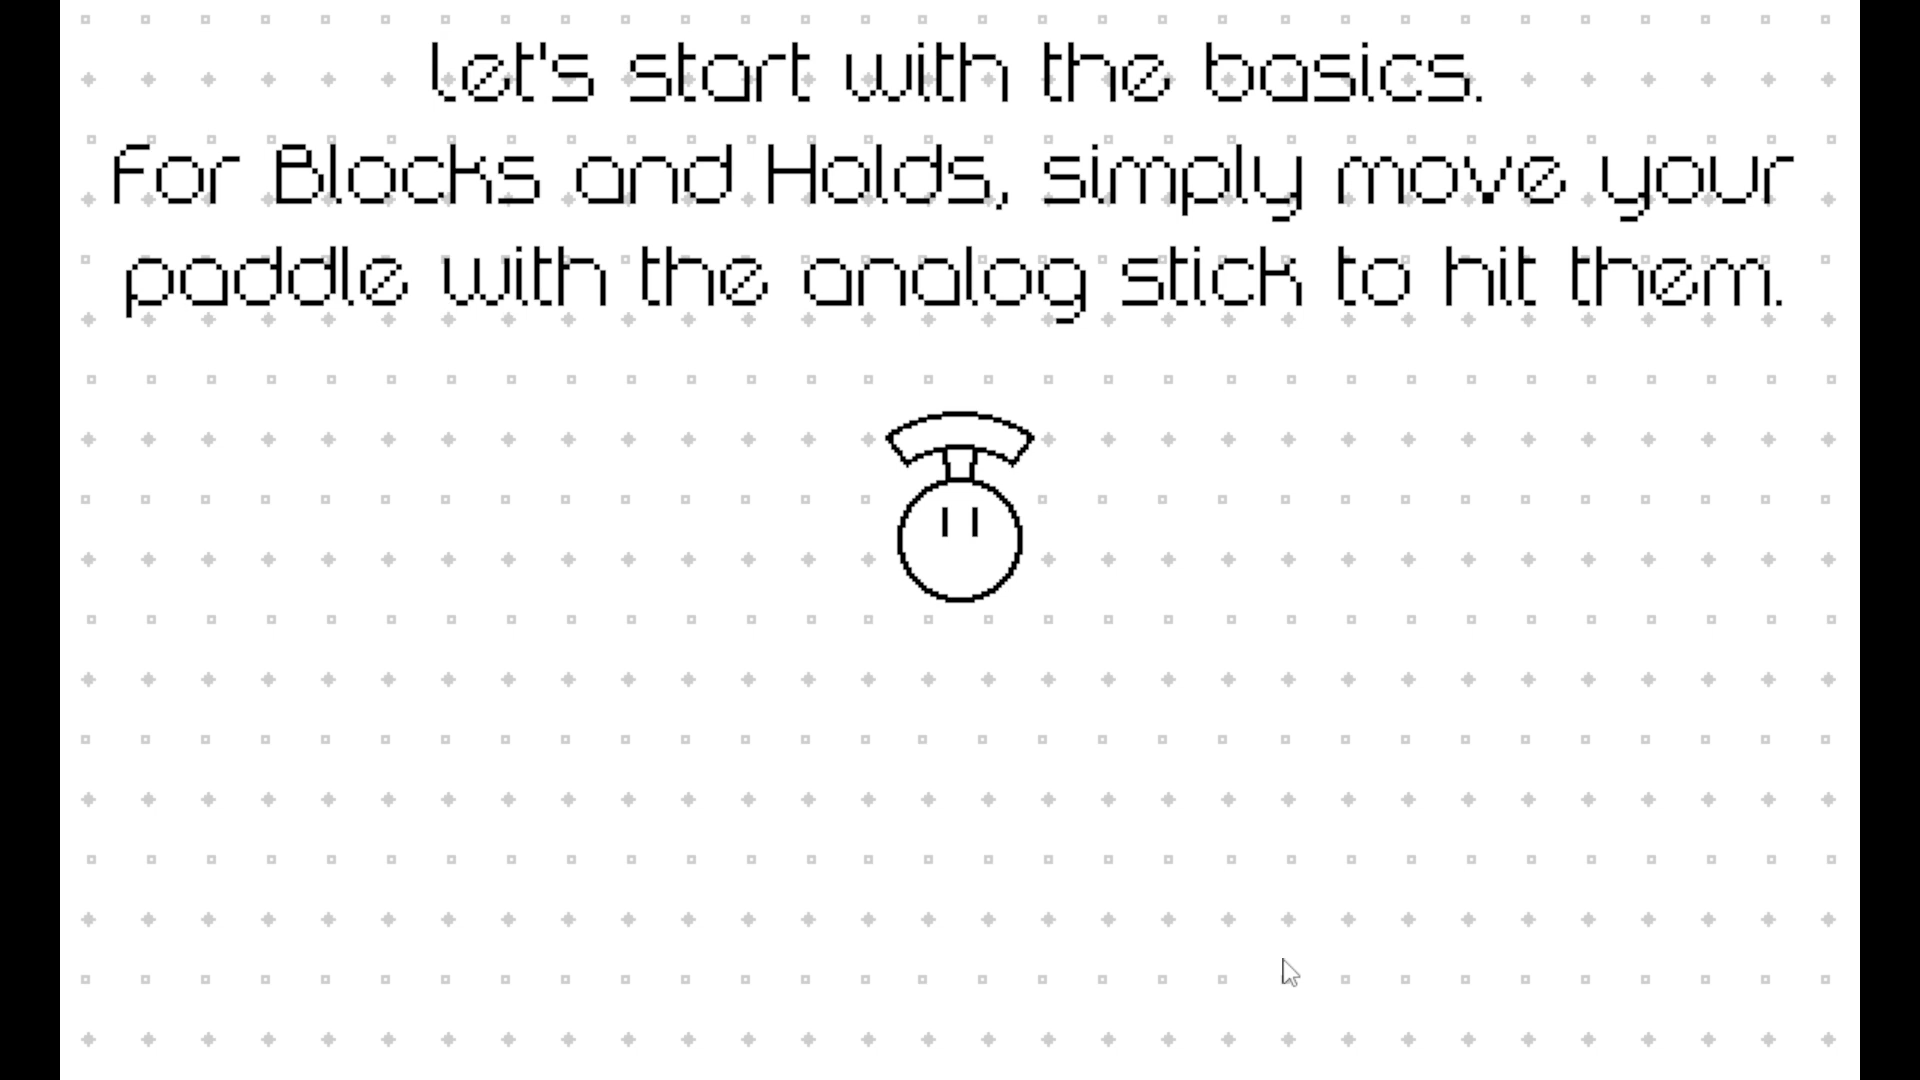 let's start with the basics.
For Blocks and Holds, simply move your
paddle with the analog stick to hit them.